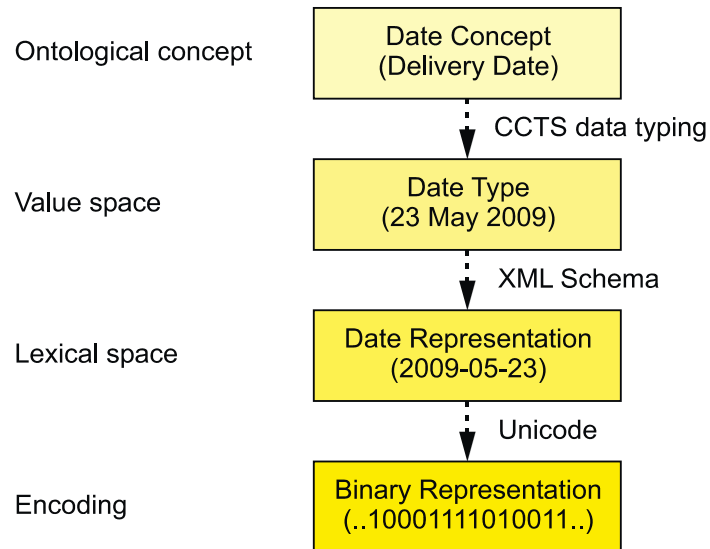 Ontological concept
Date Concept
(Delivery Date)
CCTS data typing
Value space
Date Type
(23 May 2009)
XML Schema
Lexical space
Date Representation
(2009-05-23)
Unicode
Encoding
Binary Representation
(..10001111010011..)